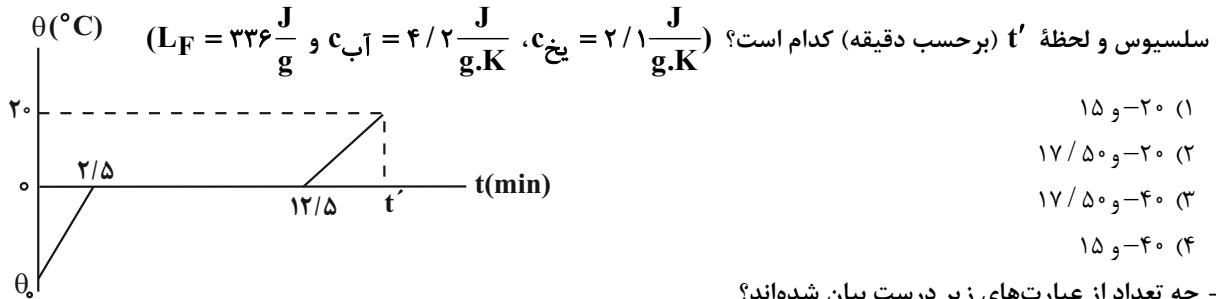 سلسیوس و لحظهٔ t′ (برحسب دقیقه) کدام است؟ (c یخ = ۲/۱ J/g.K ، c آب = ۴/۲ J/g.K و L_F = ۳۳۶ J/g)
۱) ۲۰− و ۱۵
۲) ۲۰− و ۱۷/۵۰
۳) ۴۰− و ۱۷/۵۰
۴) ۴۰− و ۱۵
θ(°C)
۲۰
۲/۵
۰
۱۲/۵
t′
t(min)
θ₀
- چه تعداد از عبارت‌های زیر درست بیان شده‌اند؟